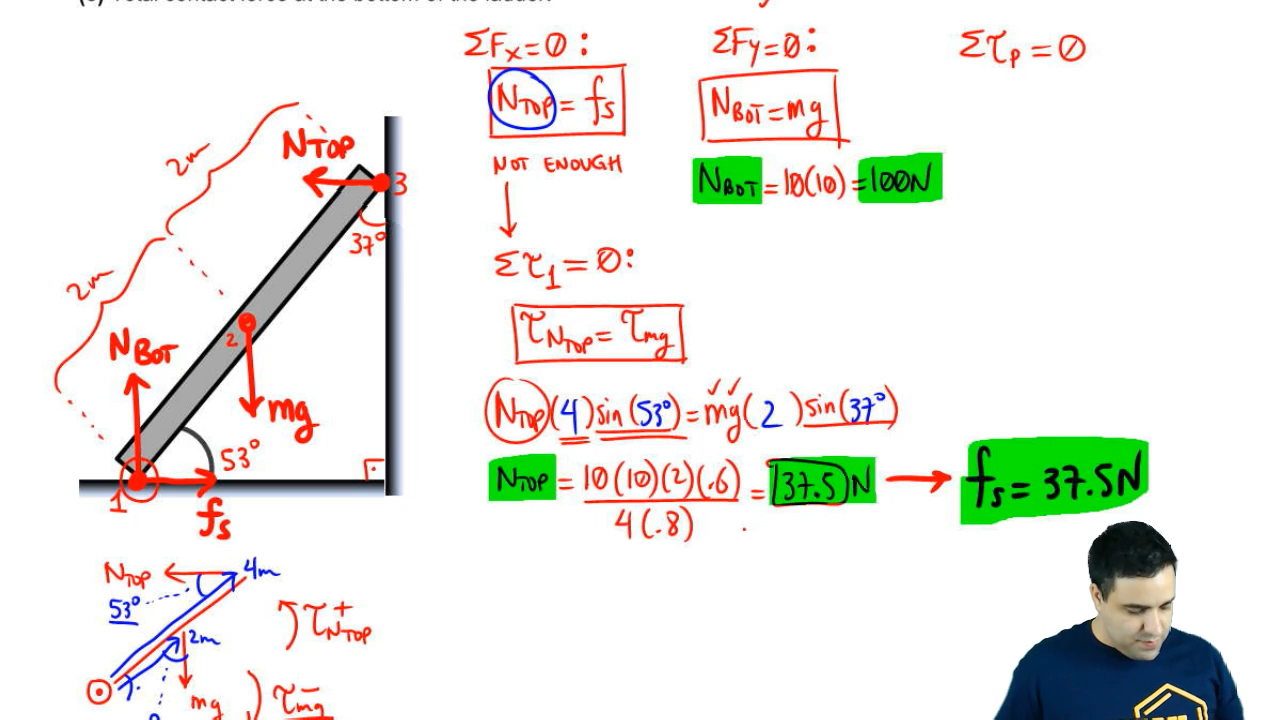 ΣFx=0 :
ΣFy=0:
Στp=0
NTOP = fs
NBOT=mg
NOT ENOUGH
NBOT=10(10)=100N
Στ1=0:
τNTOP=τmg
NTOP(4)sin(53°)=mg(2 )sin(37°)
NTOP = 10(10)(2)(.6) = 37.5 N
4(.8)
fs=37.5N
2m
NTOP
3
37°
2m
2
NBOT
mg
53°
1
fs
NTOP
4m
53°
τ+NTOP
2m
mg
τ-mg